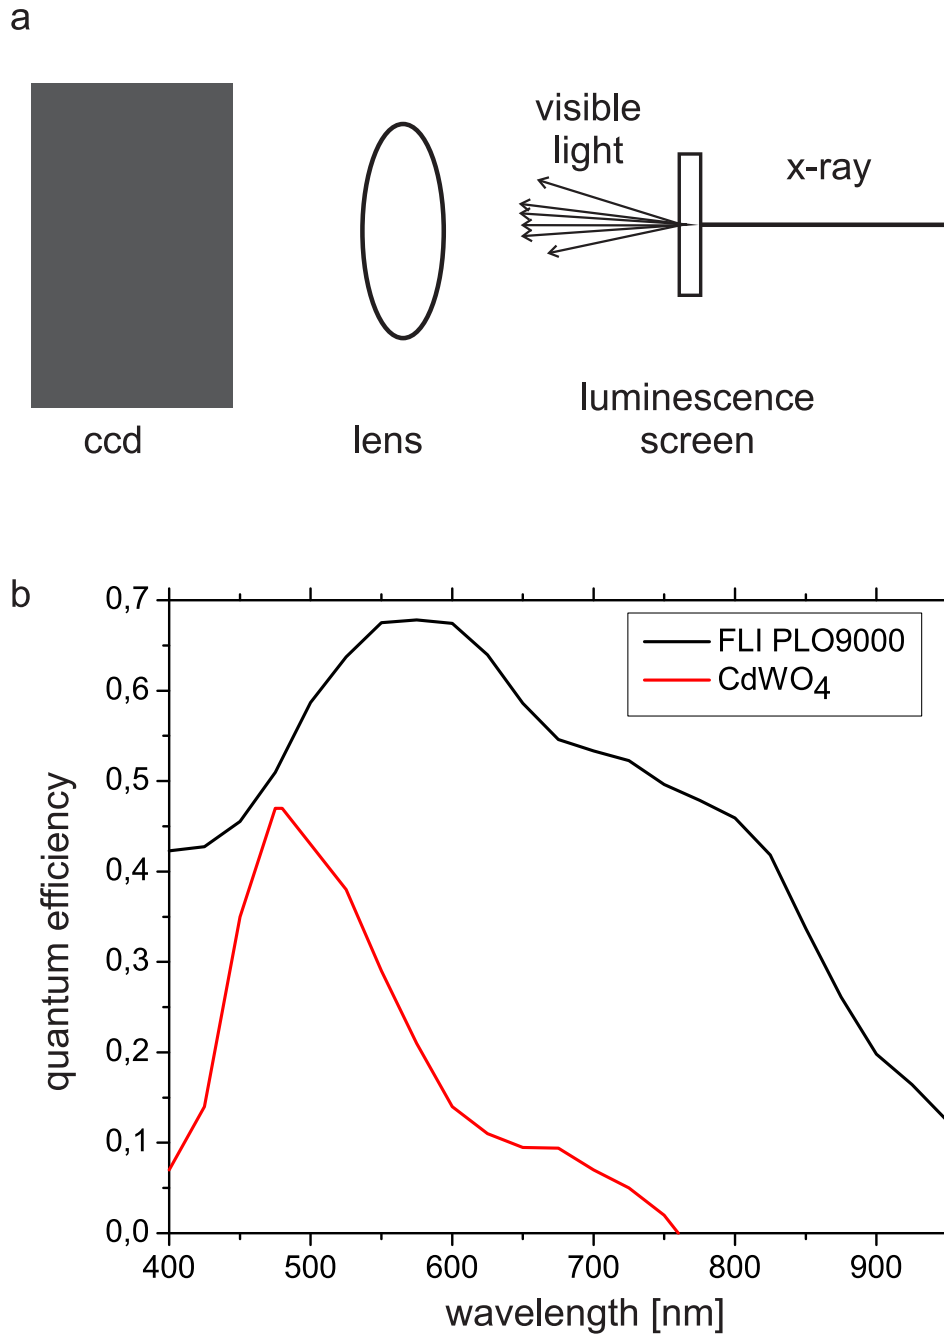 a
visible
light
x-ray
ccd
lens
luminescence
screen
b
0,7
0,6
0,5
0,4
0,3
0,2
0,1
0,0
quantum efficiency
FLI PLO9000
CdWO4
400 500 600 700 800 900
wavelength [nm]